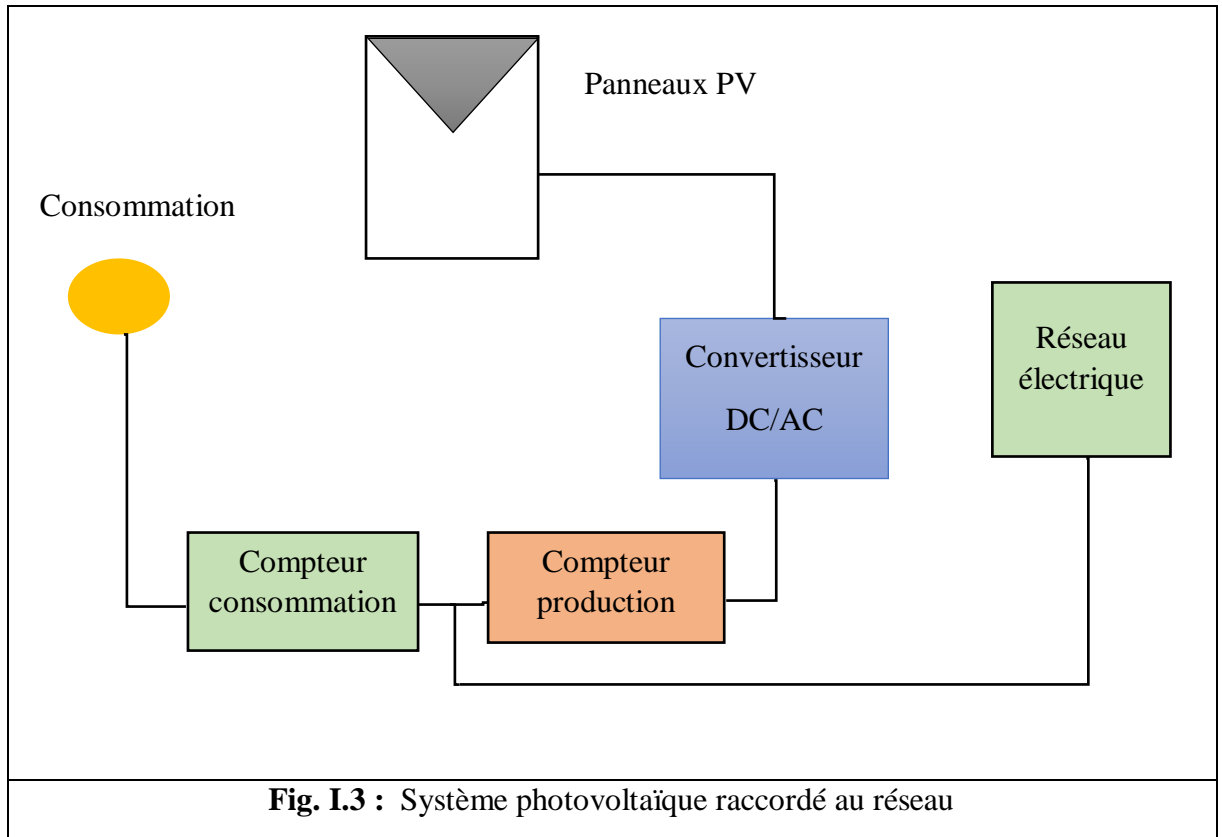 Panneaux PV
Consommation
Convertisseur
DC/AC
Réseau
électrique
Compteur
consommation
Compteur
production
Fig. I.3 : Système photovoltaïque raccordé au réseau